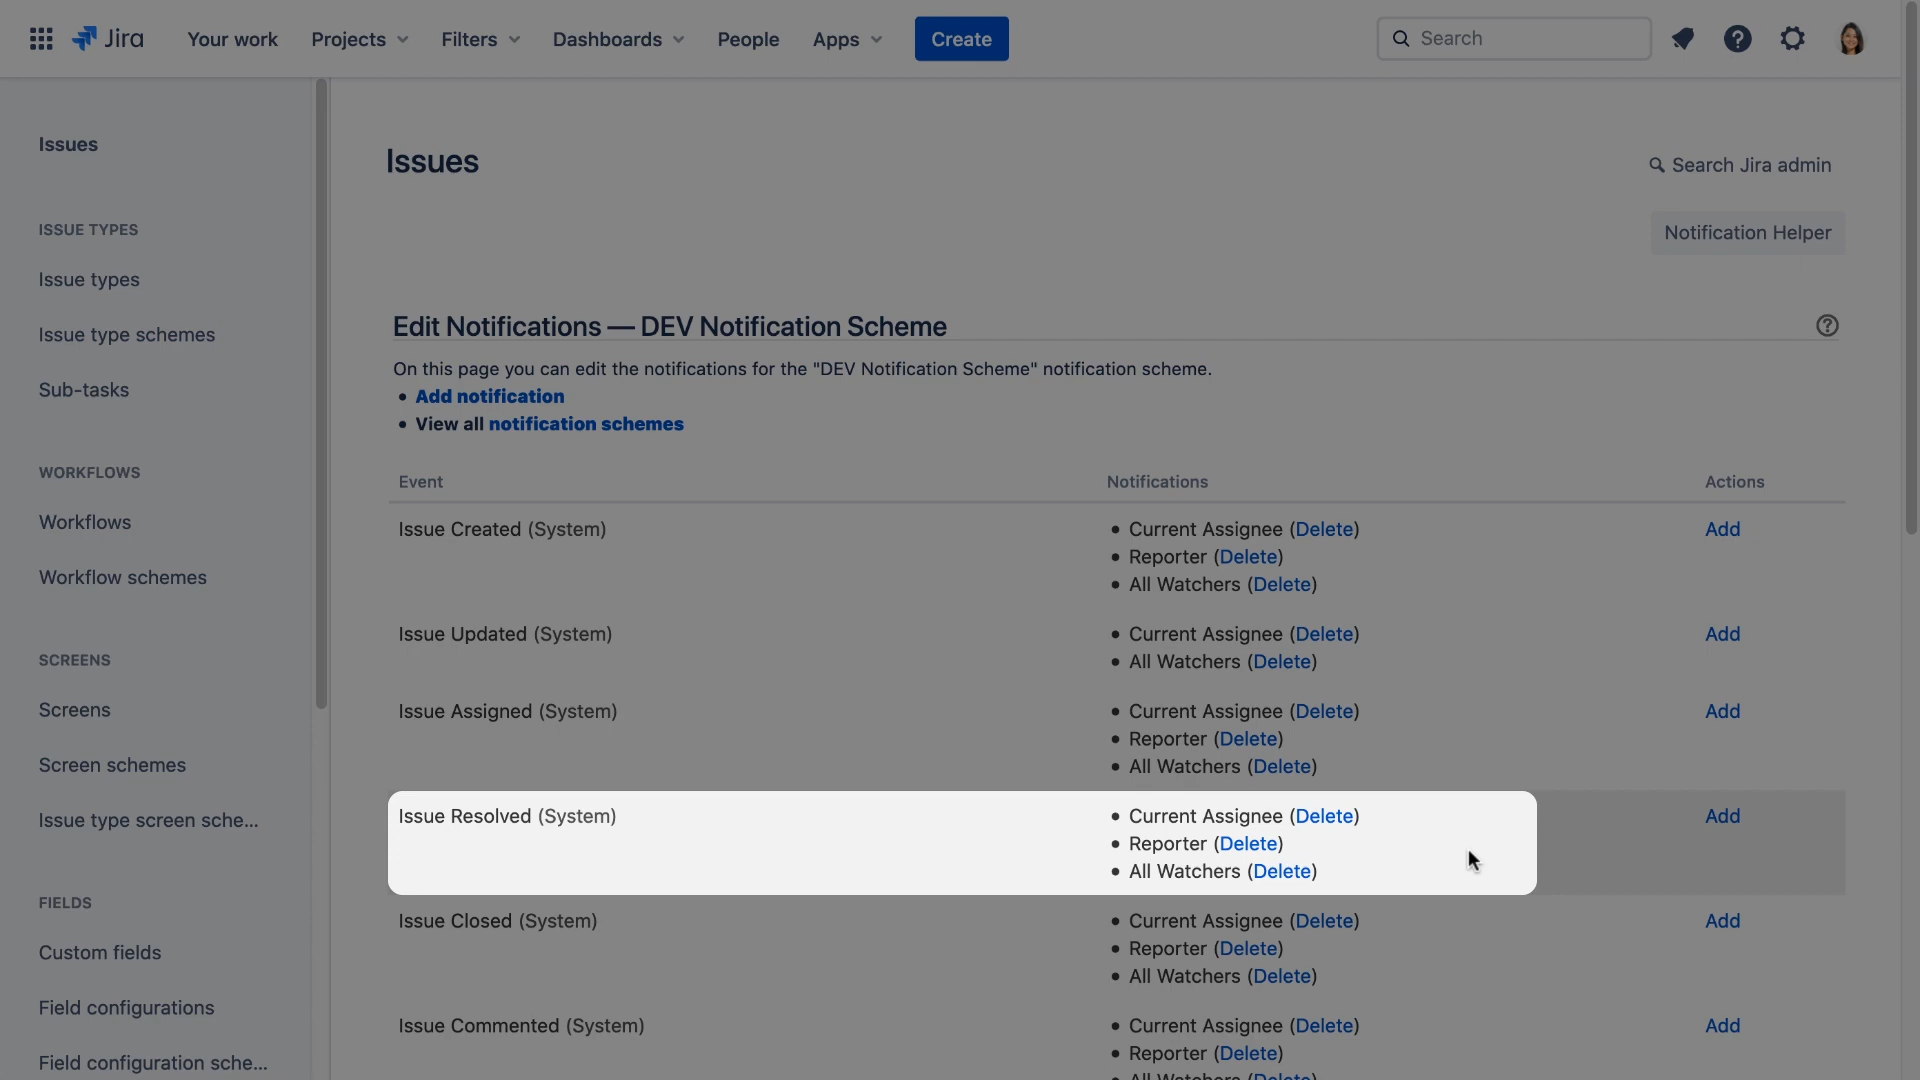 Jira
Your work
Projects
Filters
Dashboards
People
Apps
Create
Search
Issues
ISSUE TYPES
Issue types
Issue type schemes
Sub-tasks
WORKFLOWS
Workflows
Workflow schemes
SCREENS
Screens
Screen schemes
Issue type screen sche...
FIELDS
Custom fields
Field configurations
Field configuration sche...
Issues
Search Jira admin
Notification Helper
Edit Notifications — DEV Notification Scheme
On this page you can edit the notifications for the "DEV Notification Scheme" notification scheme.
• Add notification
• View all notification schemes
Event Notifications Actions
Issue Created (System) • Current Assignee (Delete) Add
• Reporter (Delete)
• All Watchers (Delete)
Issue Updated (System) • Current Assignee (Delete) Add
• All Watchers (Delete)
Issue Assigned (System) • Current Assignee (Delete) Add
• Reporter (Delete)
• All Watchers (Delete)
Issue Resolved (System) • Current Assignee (Delete) Add
• Reporter (Delete)
• All Watchers (Delete)
Issue Closed (System) • Current Assignee (Delete) Add
• Reporter (Delete)
• All Watchers (Delete)
Issue Commented (System) • Current Assignee (Delete) Add
• Reporter (Delete)
• All Watchers (Delete)